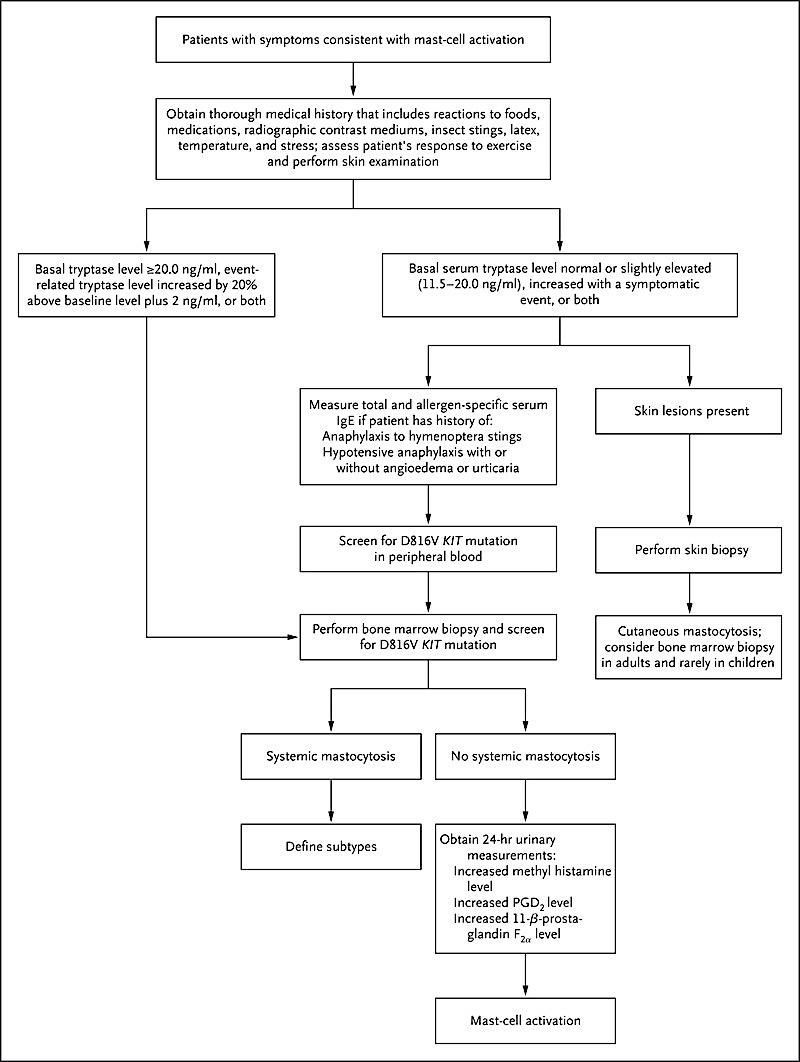 Patients with symptoms consistent with mast-cell activation
Obtain thorough medical history that includes reactions to foods,
medications, radiographic contrast mediums, insect stings, latex,
temperature, and stress; assess patient's response to exercise
and perform skin examination
Basal tryptase level ≥20.0 ng/ml, event-
related tryptase level increased by 20%
above baseline level plus 2 ng/ml, or both
Basal serum tryptase level normal or slightly elevated
(11.5–20.0 ng/ml), increased with a symptomatic
event, or both
Measure total and allergen-specific serum
IgE if patient has history of:
Anaphylaxis to hymenoptera stings
Hypotensive anaphylaxis with or
without angioedema or urticaria
Skin lesions present
Screen for D816V KIT mutation
in peripheral blood
Perform skin biopsy
Perform bone marrow biopsy and screen
for D816V KIT mutation
Cutaneous mastocytosis;
consider bone marrow biopsy
in adults and rarely in children
Systemic mastocytosis
No systemic mastocytosis
Define subtypes
Obtain 24-hr urinary
measurements:
Increased methyl histamine
level
Increased PGD₂ level
Increased 11-β-prosta-
glandin F₂α level
Mast-cell activation